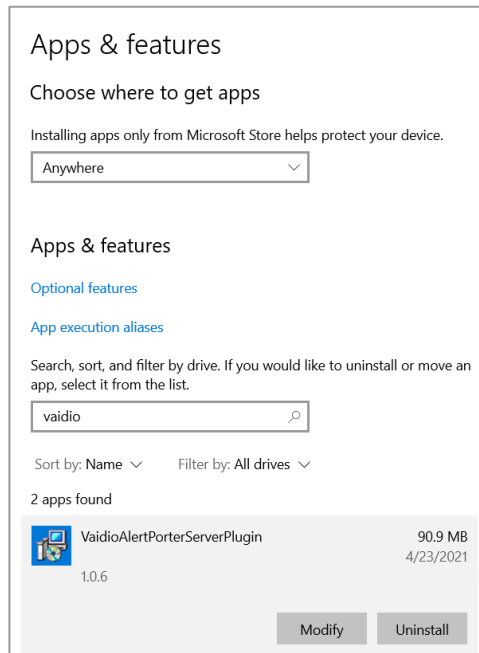 Apps & features
Choose where to get apps
Installing apps only from Microsoft Store helps protect your device.
Anywhere
Apps & features
Optional features
App execution aliases
Search, sort, and filter by drive. If you would like to uninstall or move an
app, select it from the list.
vaidio
Sort by: Name Filter by: All drives
2 apps found
VaidioAlertPorterServerPlugin 90.9 MB
4/23/2021
1.0.6
Modify Uninstall